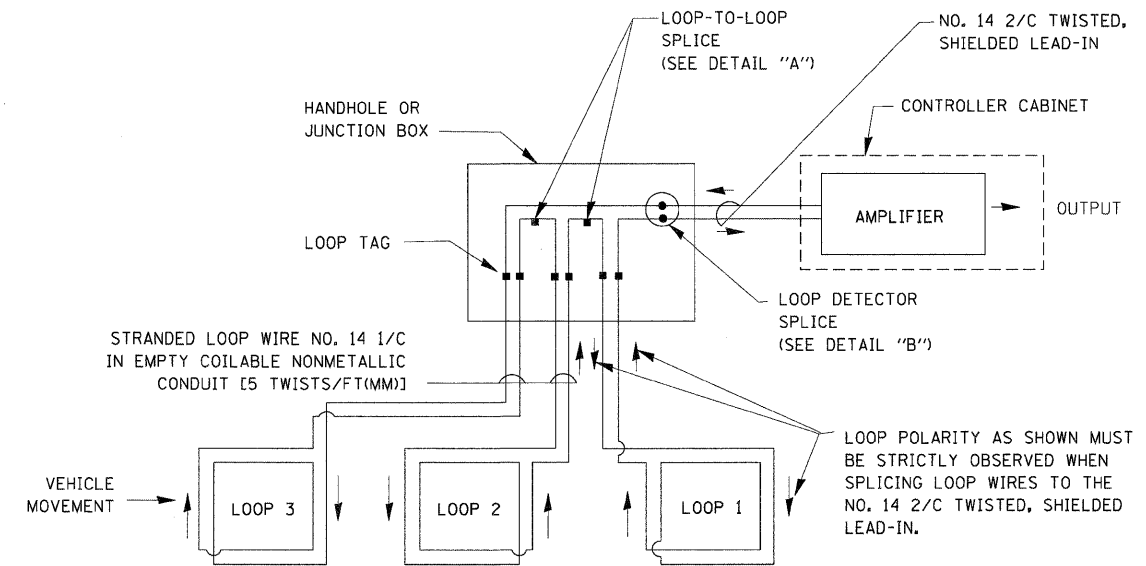 LOOP-TO-LOOP
SPLICE
(SEE DETAIL "A")
NO. 14 2/C TWISTED,
SHIELDED LEAD-IN
HANDHOLE OR
JUNCTION BOX
CONTROLLER CABINET
AMPLIFIER
OUTPUT
LOOP TAG
LOOP DETECTOR
SPLICE
(SEE DETAIL "B")
STRANDED LOOP WIRE NO. 14 1/C
IN EMPTY COILABLE NONMETALLIC
CONDUIT [5 TWISTS/FT(MM)]
VEHICLE
MOVEMENT
LOOP 3
LOOP 2
LOOP 1
LOOP POLARITY AS SHOWN MUST
BE STRICTLY OBSERVED WHEN
SPLICING LOOP WIRES TO THE
NO. 14 2/C TWISTED, SHIELDED
LEAD-IN.